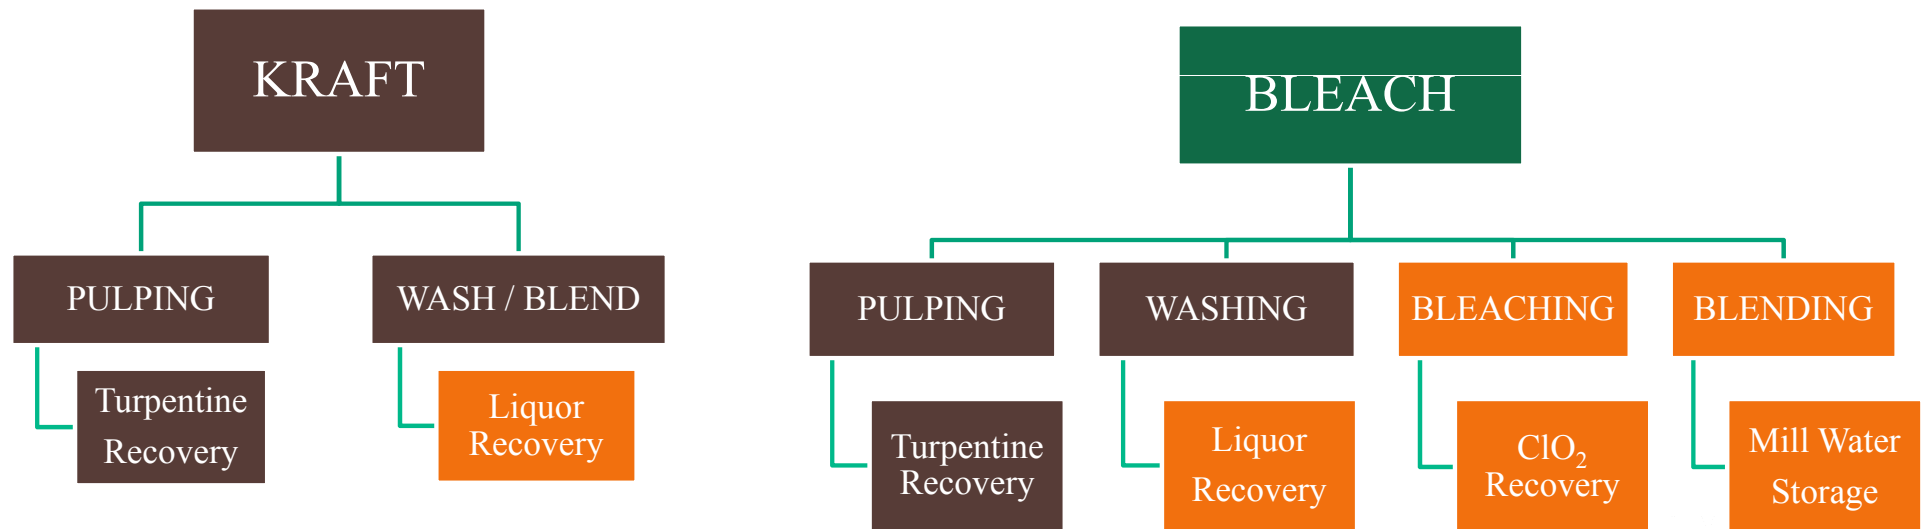 KRAFT
PULPING
Turpentine
Recovery
WASH / BLEND
Liquor
Recovery
BLEACH
PULPING
Turpentine
Recovery
WASHING
Liquor
Recovery
BLEACHING
ClO₂
Recovery
BLENDING
Mill Water
Storage